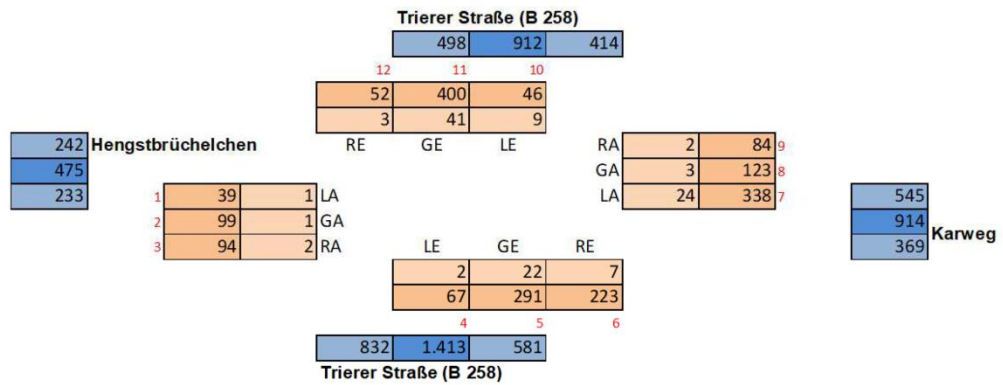 Trierer Straße (B 258)
498 912 414
12 11 10
52 400 46
3 41 9
RE GE LE
242 Hengstbrüchelchen
475
233
1 39 1 LA
2 99 1 GA
3 94 2 RA
RA 2 84 9
GA 3 123 8
LA 24 338 7
545
914 Karweg
369
LE GE RE
2 22 7
67 291 223
4 5 6
832 1.413 581
Trierer Straße (B 258)